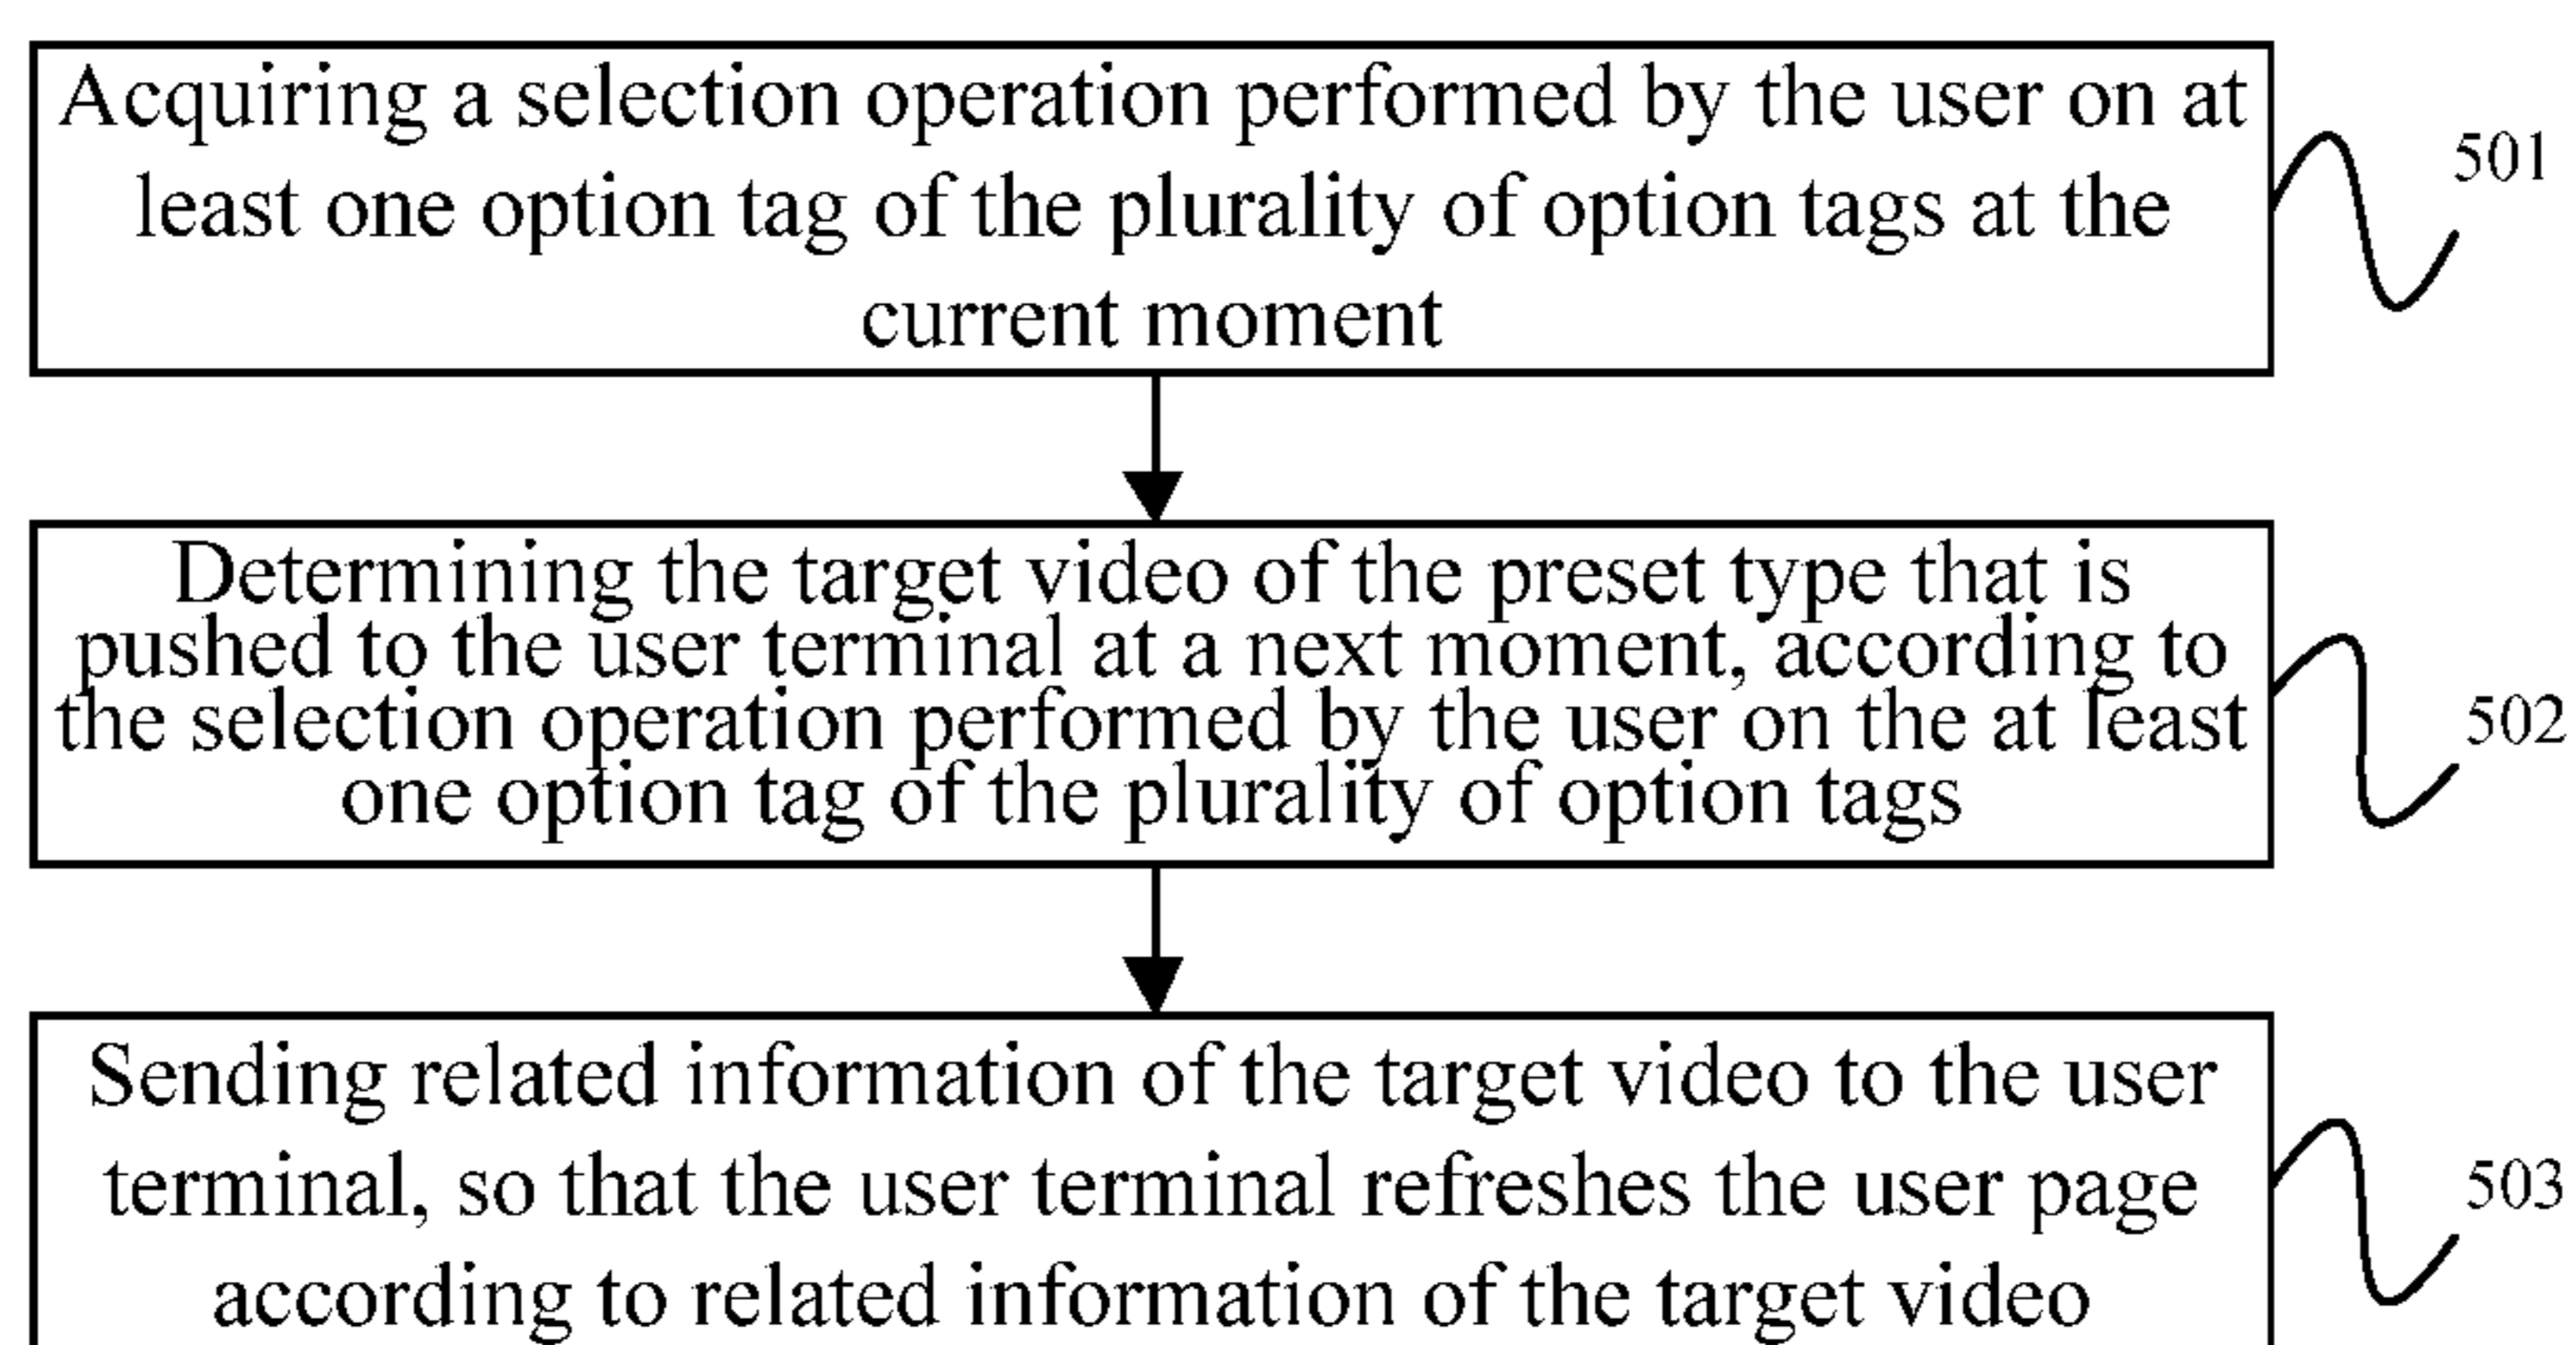 Acquiring a selection operation performed by the user on at
least one option tag of the plurality of option tags at the
current moment
501
Determining the target video of the preset type that is
pushed to the user terminal at a next moment, according to
the selection operation performed by the user on the at least
one option tag of the plurality of option tags
502
Sending related information of the target video to the user
terminal, so that the user terminal refreshes the user page
according to related information of the target video
503